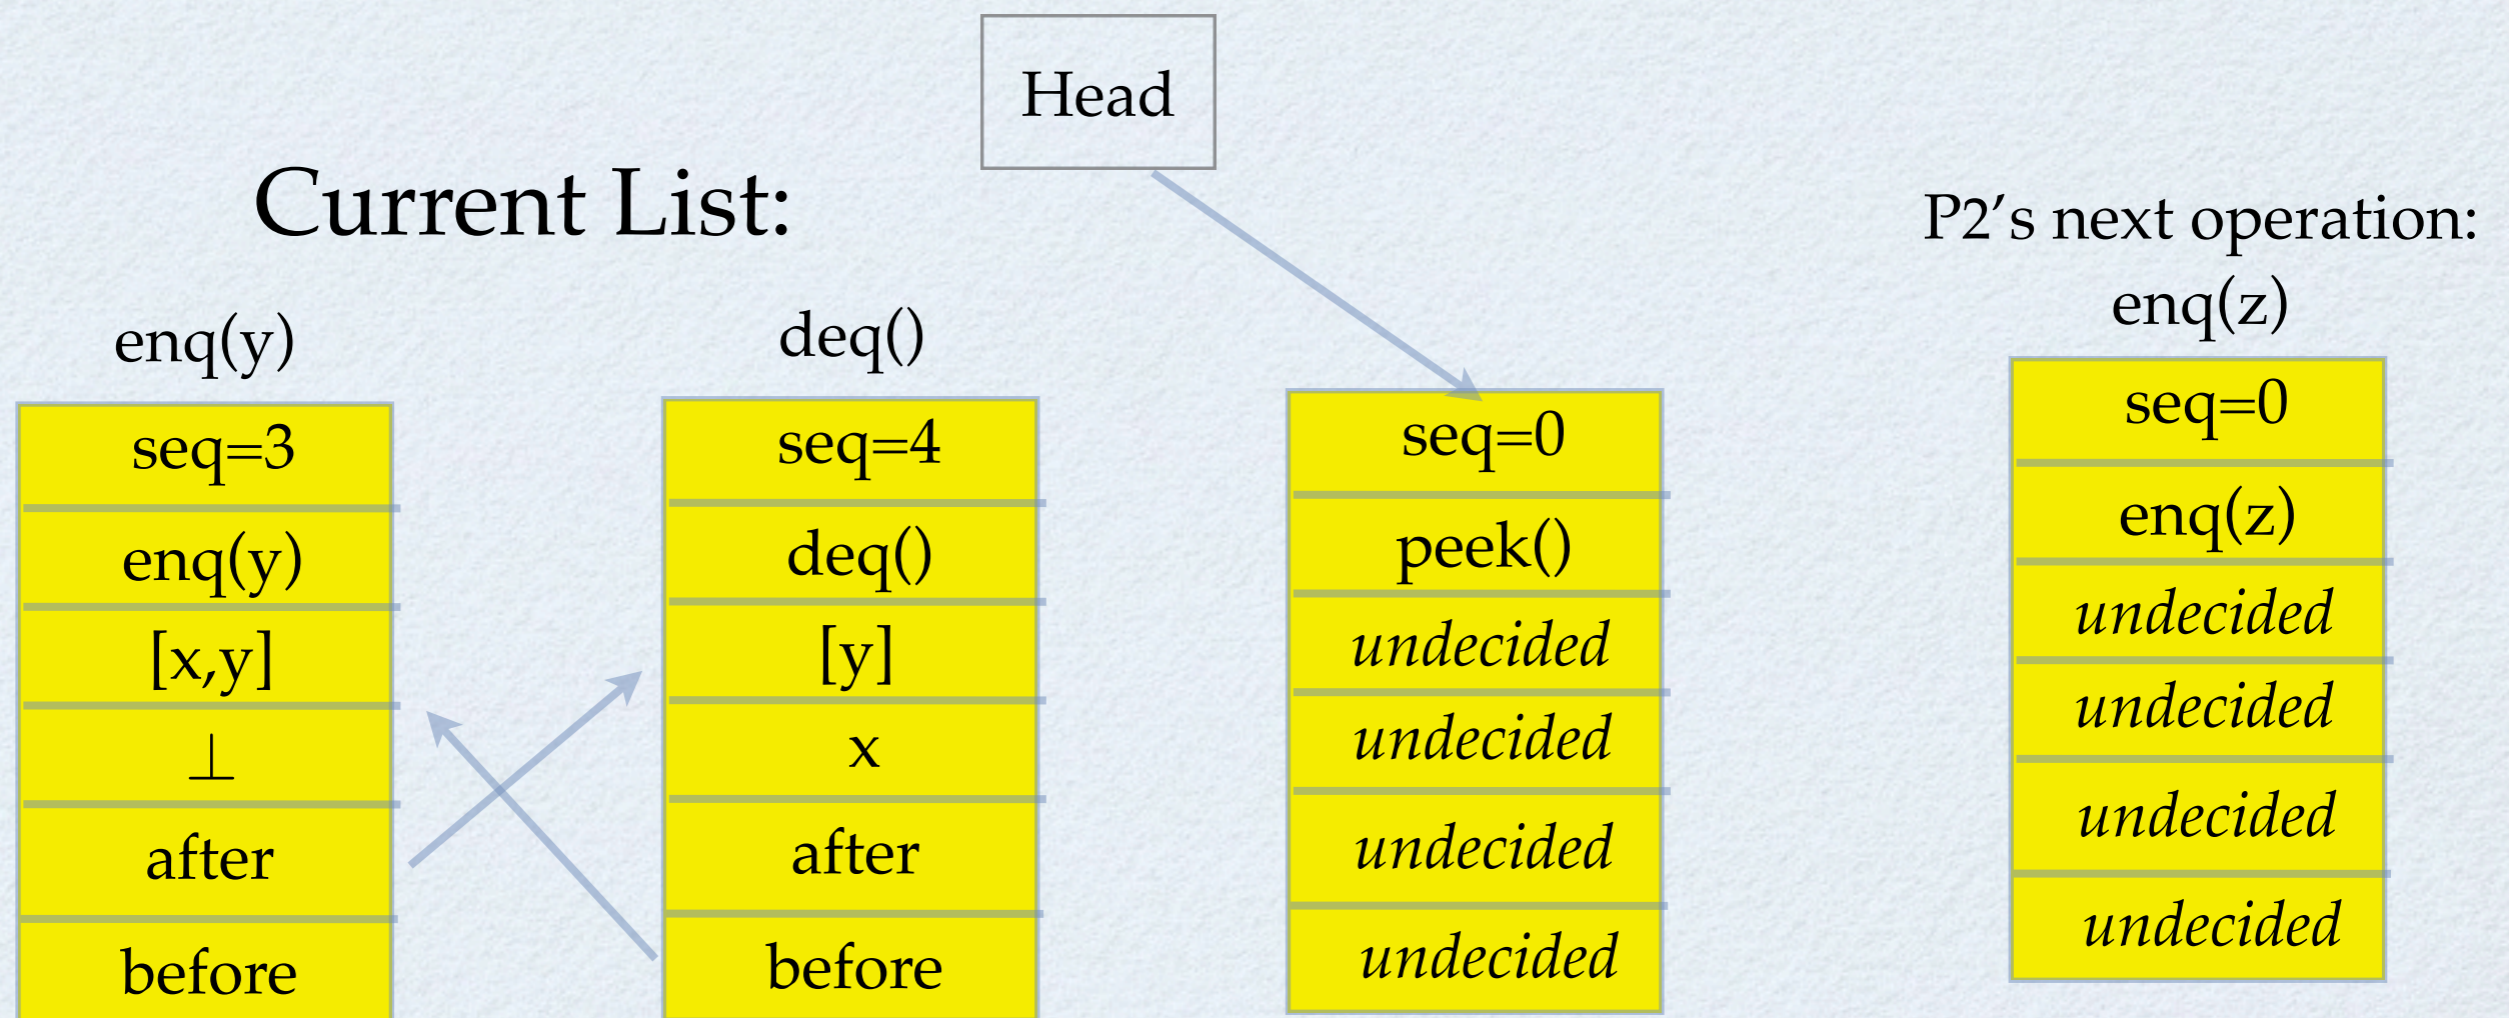 Head
Current List:
P2’s next operation:
enq(z)
enq(y)
seq=3
enq(y)
[x,y]
⊥
after
before
deq()
seq=4
deq()
[y]
x
after
before
seq=0
peek()
undecided
undecided
undecided
undecided
seq=0
enq(z)
undecided
undecided
undecided
undecided